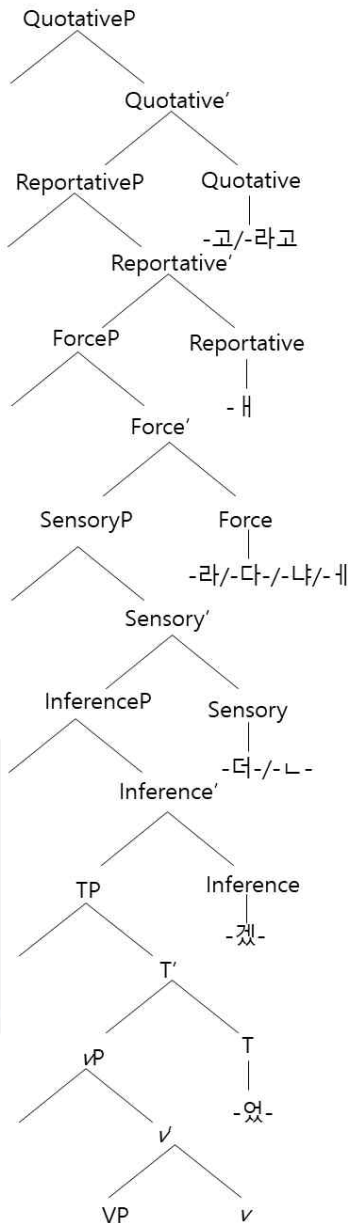 QuotativeP
Quotative′
ReportativeP
Quotative
-고/-라고
Reportative′
ForceP
Reportative
-ㅐ
Force′
SensoryP
Force
-라/-다-/-냐/-ㅔ
Sensory′
InferenceP
Sensory
-더-/-ㄴ-
Inference′
TP
Inference
-겠-
T′
vP
T
-었-
v′
VP
v